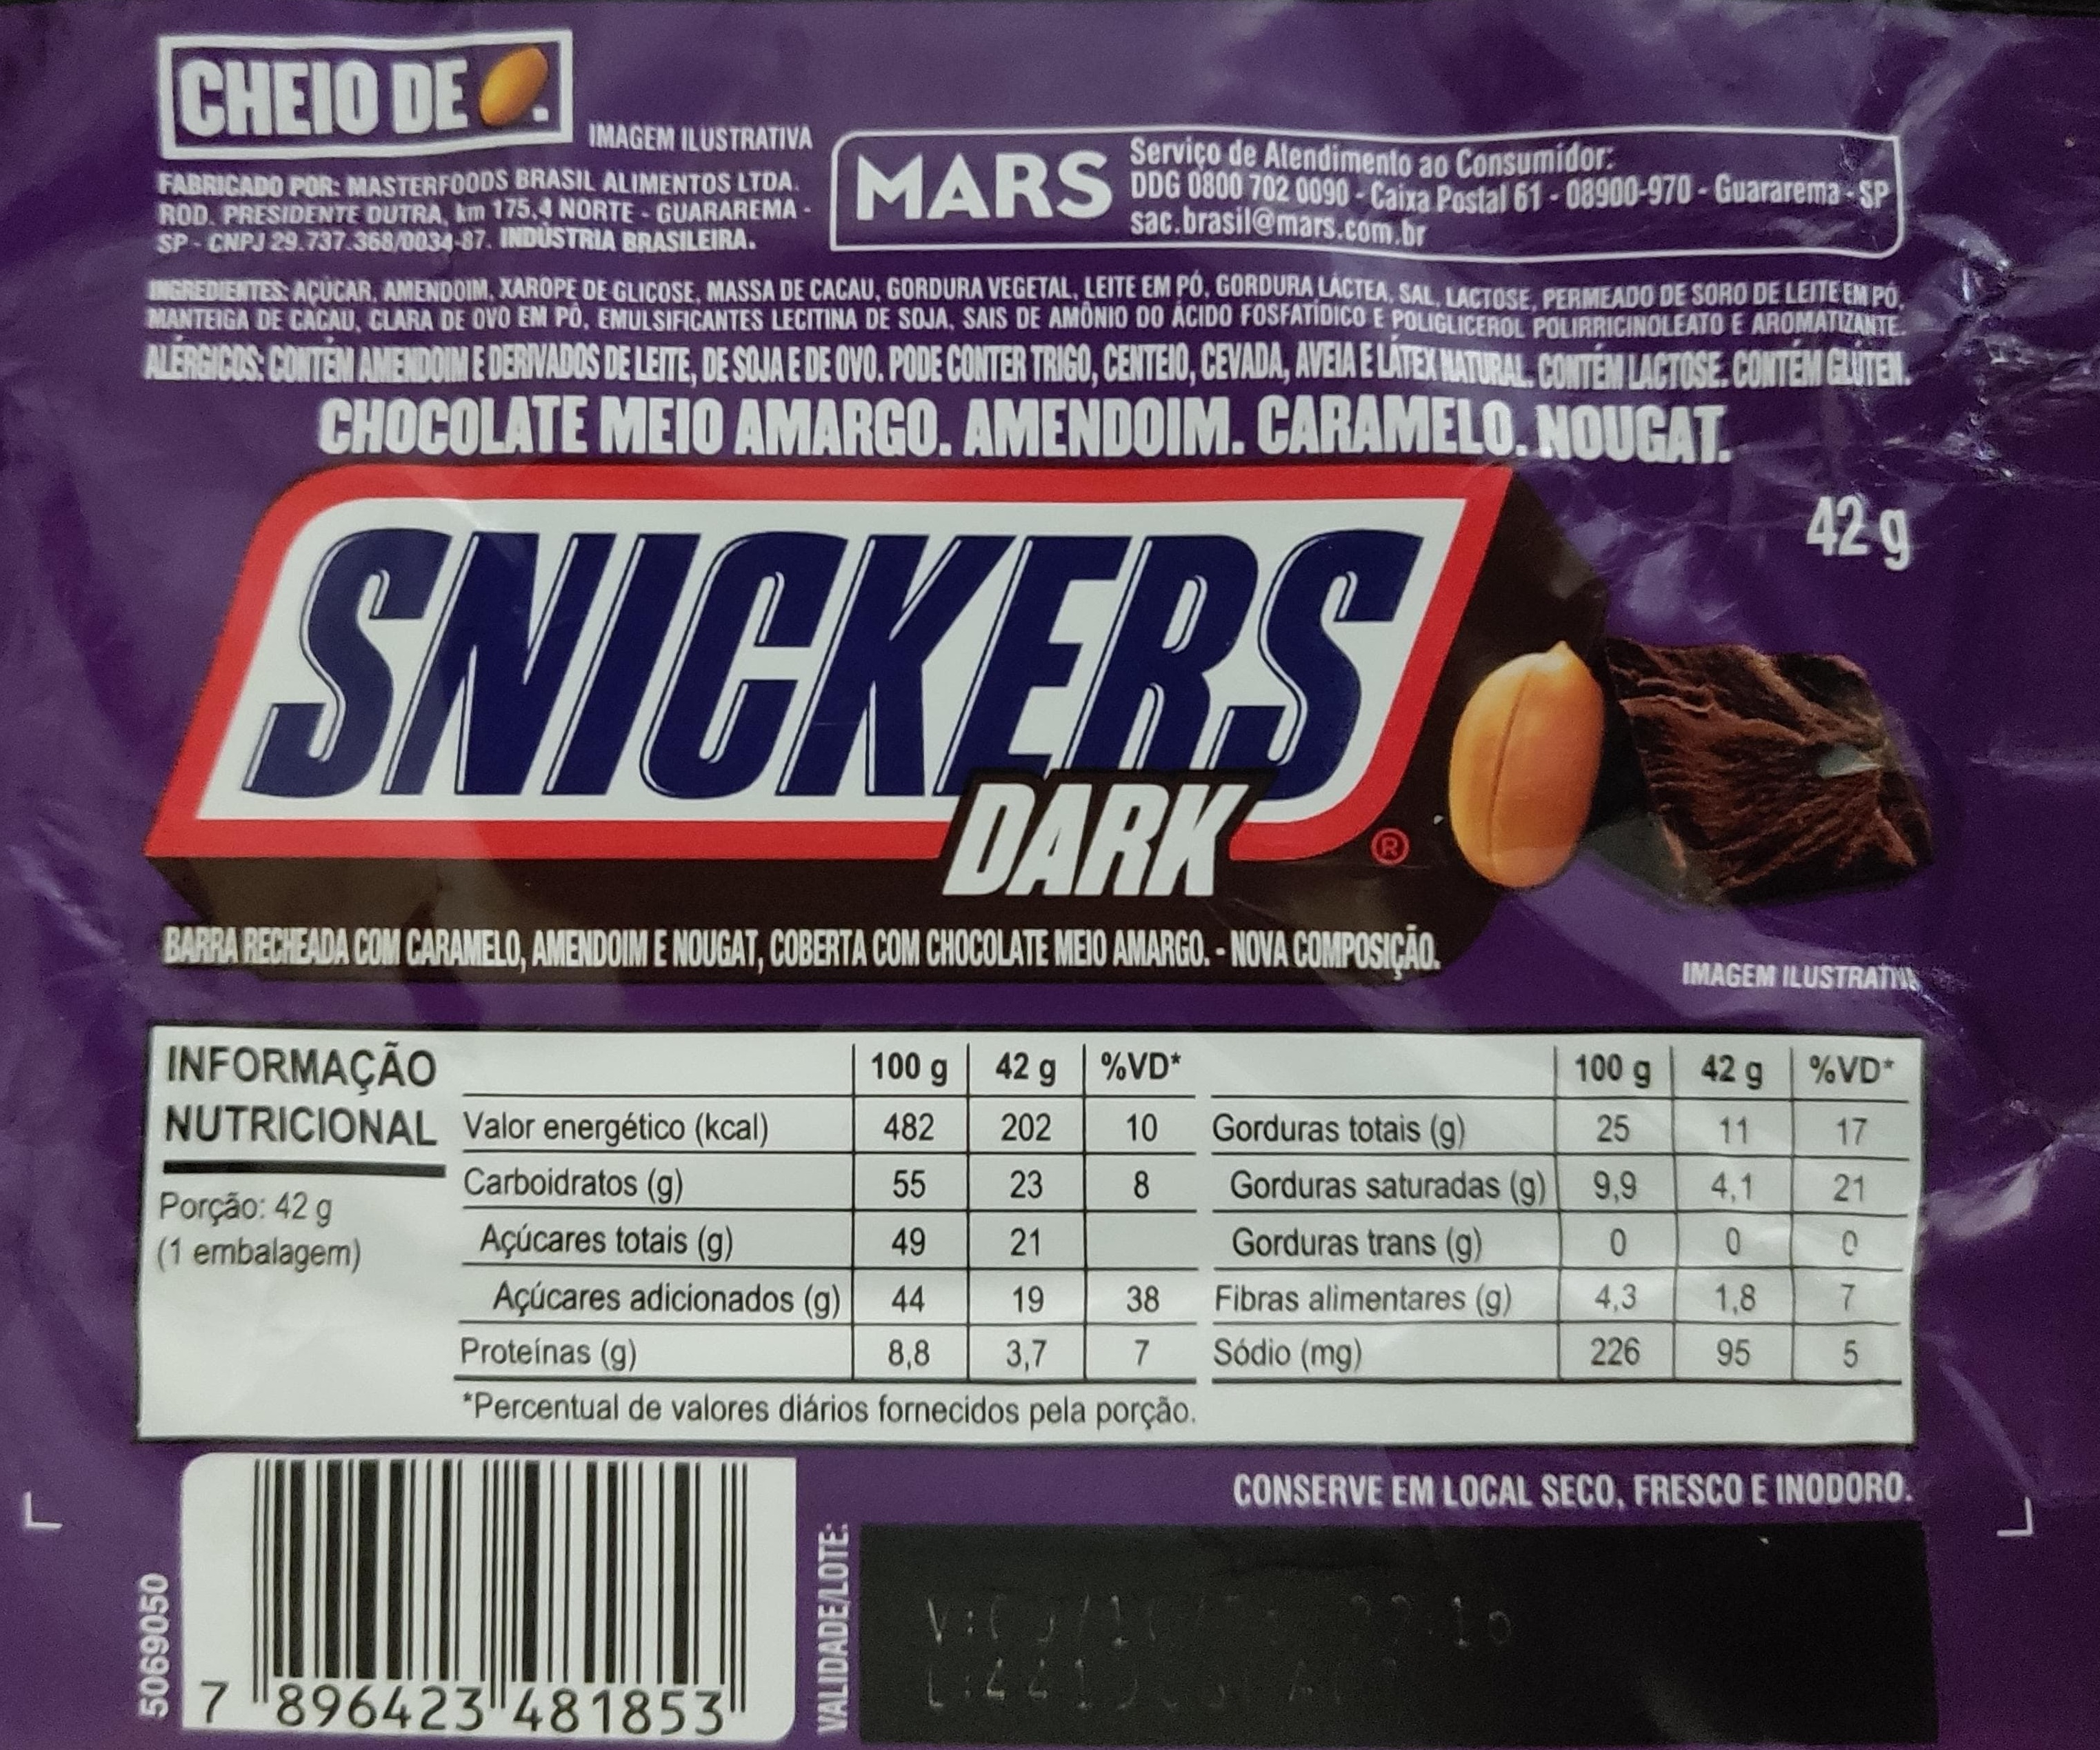 CHEIO DE
IMAGEM ILUSTRATIVA
FABRICADO POR: MASTERFOODS BRASIL ALIMENTOS LTDA.
ROD. PRESIDENTE DUTRA, km 175,4 NORTE - GUARAREMA -
SP - CNPJ 29.737.368/0034-87. INDÚSTRIA BRASILEIRA.
MARS
Serviço de Atendimento ao Consumidor:
DDG 0800 702 0090 - Caixa Postal 61 - 08900-970 - Guararema - SP
sac.brasil@mars.com.br
INGREDIENTES: AÇÚCAR, AMENDOIM, XAROPE DE GLICOSE, MASSA DE CACAU, GORDURA VEGETAL, LEITE EM PÓ, GORDURA LÁCTEA, SAL, LACTOSE, PERMEADO DE SORO DE LEITE EM PÓ,
MANTEIGA DE CACAU, CLARA DE OVO EM PÓ, EMULSIFICANTES LECITINA DE SOJA, SAIS DE AMÔNIO DO ÁCIDO FOSFATÍDICO E POLIGLICEROL POLIRRICINOLEATO E AROMATIZANTE.
ALÉRGICOS: CONTÉM AMENDOIM E DERIVADOS DE LEITE, DE SOJA E DE OVO. PODE CONTER TRIGO, CENTEIO, CEVADA, AVEIA E LÁTEX NATURAL. CONTÉM LACTOSE. CONTÉM GLÚTEN.
CHOCOLATE MEIO AMARGO. AMENDOIM. CARAMELO. NOUGAT.
42 g
SNICKERS
DARK
®
BARRA RECHEADA COM CARAMELO, AMENDOIM E NOUGAT, COBERTA COM CHOCOLATE MEIO AMARGO. - NOVA COMPOSIÇÃO.
IMAGEM ILUSTRATIVA
INFORMAÇÃO
NUTRICIONAL
Porção: 42 g
(1 embalagem)
100 g 42 g %VD*
Valor energético (kcal) 482 202 10
Carboidratos (g) 55 23 8
Açúcares totais (g) 49 21
Açúcares adicionados (g) 44 19 38
Proteínas (g) 8,8 3,7 7
100 g 42 g %VD*
Gorduras totais (g) 25 11 17
Gorduras saturadas (g) 9,9 4,1 21
Gorduras trans (g) 0 0 0
Fibras alimentares (g) 4,3 1,8 7
Sódio (mg) 226 95 5
*Percentual de valores diários fornecidos pela porção.
CONSERVE EM LOCAL SECO, FRESCO E INODORO.
5069050
7 896423 481853
VALIDADE/LOTE: